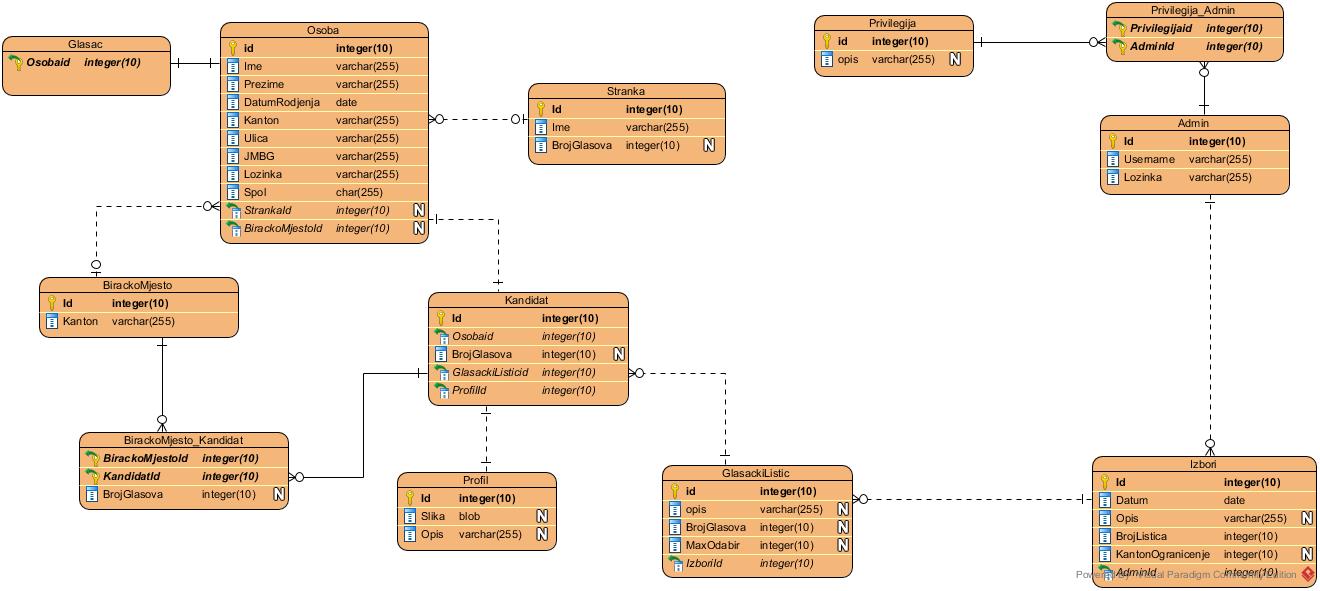 Glasac
Osobaid integer(10)
Osoba
id integer(10)
Ime varchar(255)
Prezime varchar(255)
DatumRodjenja date
Kanton varchar(255)
Ulica varchar(255)
JMBG varchar(255)
Lozinka varchar(255)
Spol char(255)
StrankaId integer(10) N
BirackoMjestoId integer(10) N
Stranka
Id integer(10)
Ime varchar(255)
BrojGlasova integer(10) N
Privilegija
id integer(10)
opis varchar(255) N
Privilegija_Admin
Privilegijaid integer(10)
AdminId integer(10)
Admin
Id integer(10)
Username varchar(255)
Lozinka varchar(255)
BirackoMjesto
Id integer(10)
Kanton varchar(255)
Kandidat
Id integer(10)
Osobaid integer(10)
BrojGlasova integer(10) N
GlasackiListicid integer(10)
ProfilId integer(10)
BirackoMjesto_Kandidat
BirackoMjestoId integer(10)
KandidatId integer(10)
BrojGlasova integer(10) N
Profil
Id integer(10)
Slika blob N
Opis varchar(255) N
GlasackiListic
id integer(10)
opis varchar(255) N
BrojGlasova integer(10) N
MaxOdabir integer(10) N
IzboriId integer(10)
Izbori
Id integer(10)
Datum date
Opis varchar(255) N
BrojListica integer(10)
KantonOgranicenje integer(10) N
AdminId integer(10)
Powered By Visual Paradigm Community Edition